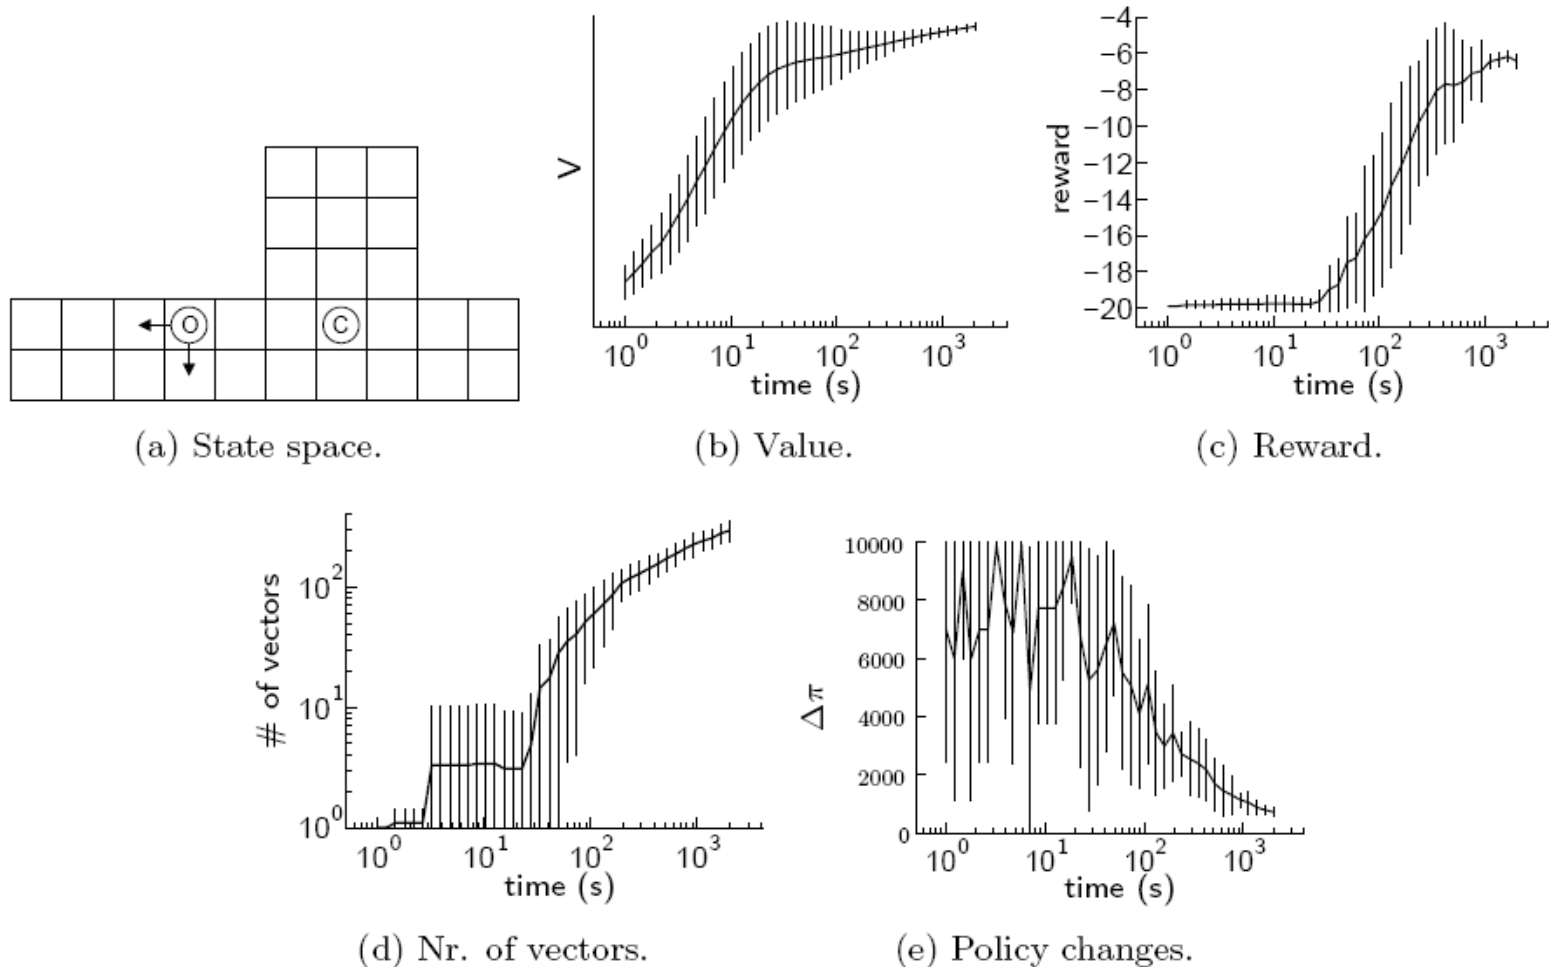 O
C
(a) State space.
V
10^0 10^1 10^2 10^3
time (s)
(b) Value.
reward
−4
−6
−8
−10
−12
−14
−16
−18
−20
10^0 10^1 10^2 10^3
time (s)
(c) Reward.
# of vectors
10^2
10^1
10^0
10^0 10^1 10^2 10^3
time (s)
(d) Nr. of vectors.
Δπ
10000
8000
6000
4000
2000
0
10^0 10^1 10^2 10^3
time (s)
(e) Policy changes.